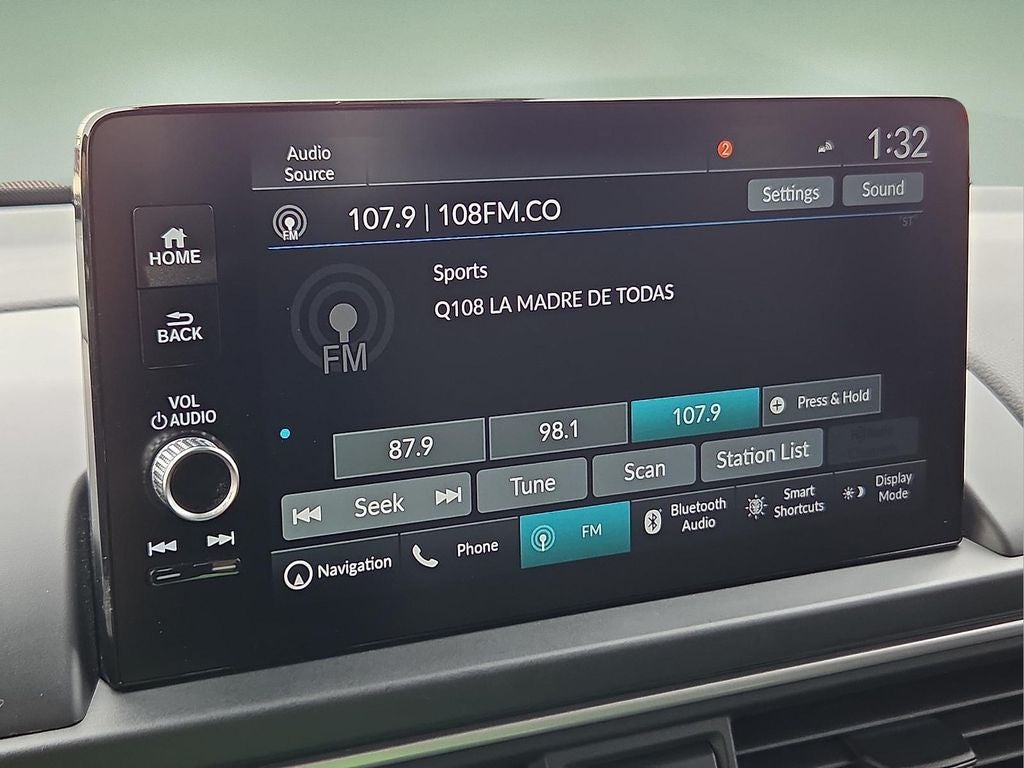 Audio
Source
2
1:32
FM
107.9 | 108FM.CO
Settings
Sound
ST
HOME
Sports
Q108 LA MADRE DE TODAS
FM
BACK
VOL
AUDIO
87.9
98.1
107.9
Press & Hold
Seek
Tune
Scan
Station List
Navigation
Phone
FM
Bluetooth
Audio
Smart
Shortcuts
Display
Mode